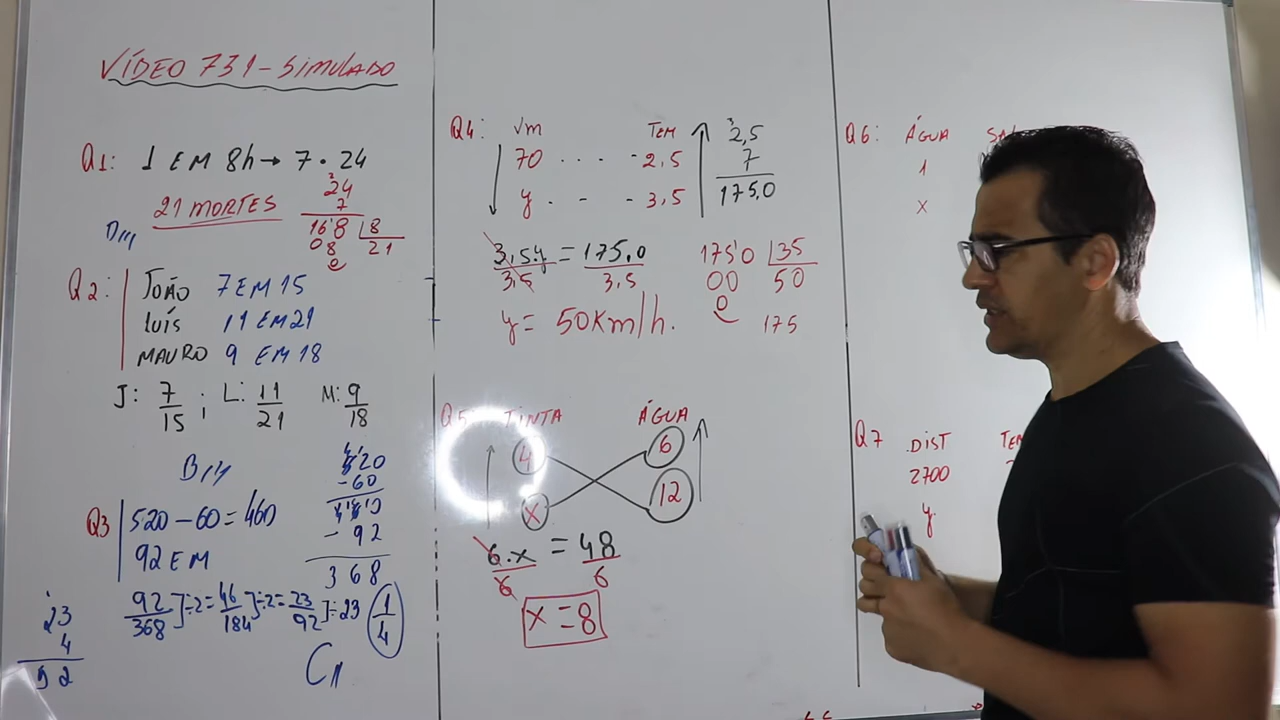 VÍDEO 731 - SIMULADO
Q1: 1 EM 8h → 7 · 24
21 MORTES
24
7
168 | 8
08 21
0
D//
Q2: JOÃO 7 EM 15
LUÍS 11 EM 21
MAURO 9 EM 18
J: 7/15 ; L: 11/21 M: 9/18
B//
Q3 520 - 60 = 460
92 EM
520
- 60
460
- 92
368
92/368 ]÷2 = 46/184 ]÷2 = 23/92 ]÷23 1/4
23
4
92
C//
Q4: Vm TEM
70 . . . . - 2,5
y . - - 3,5
2,5
7
175,0
3,5y = 175,0
3,5 3,5
1750 | 35
00 50
0
175
y = 50Km/h.
Q5: TINTA ÁGUA
4 6
x 12
6.x = 48
6 6
x = 8
Q6: ÁGUA
1
x
Q7 DIST
2700
y